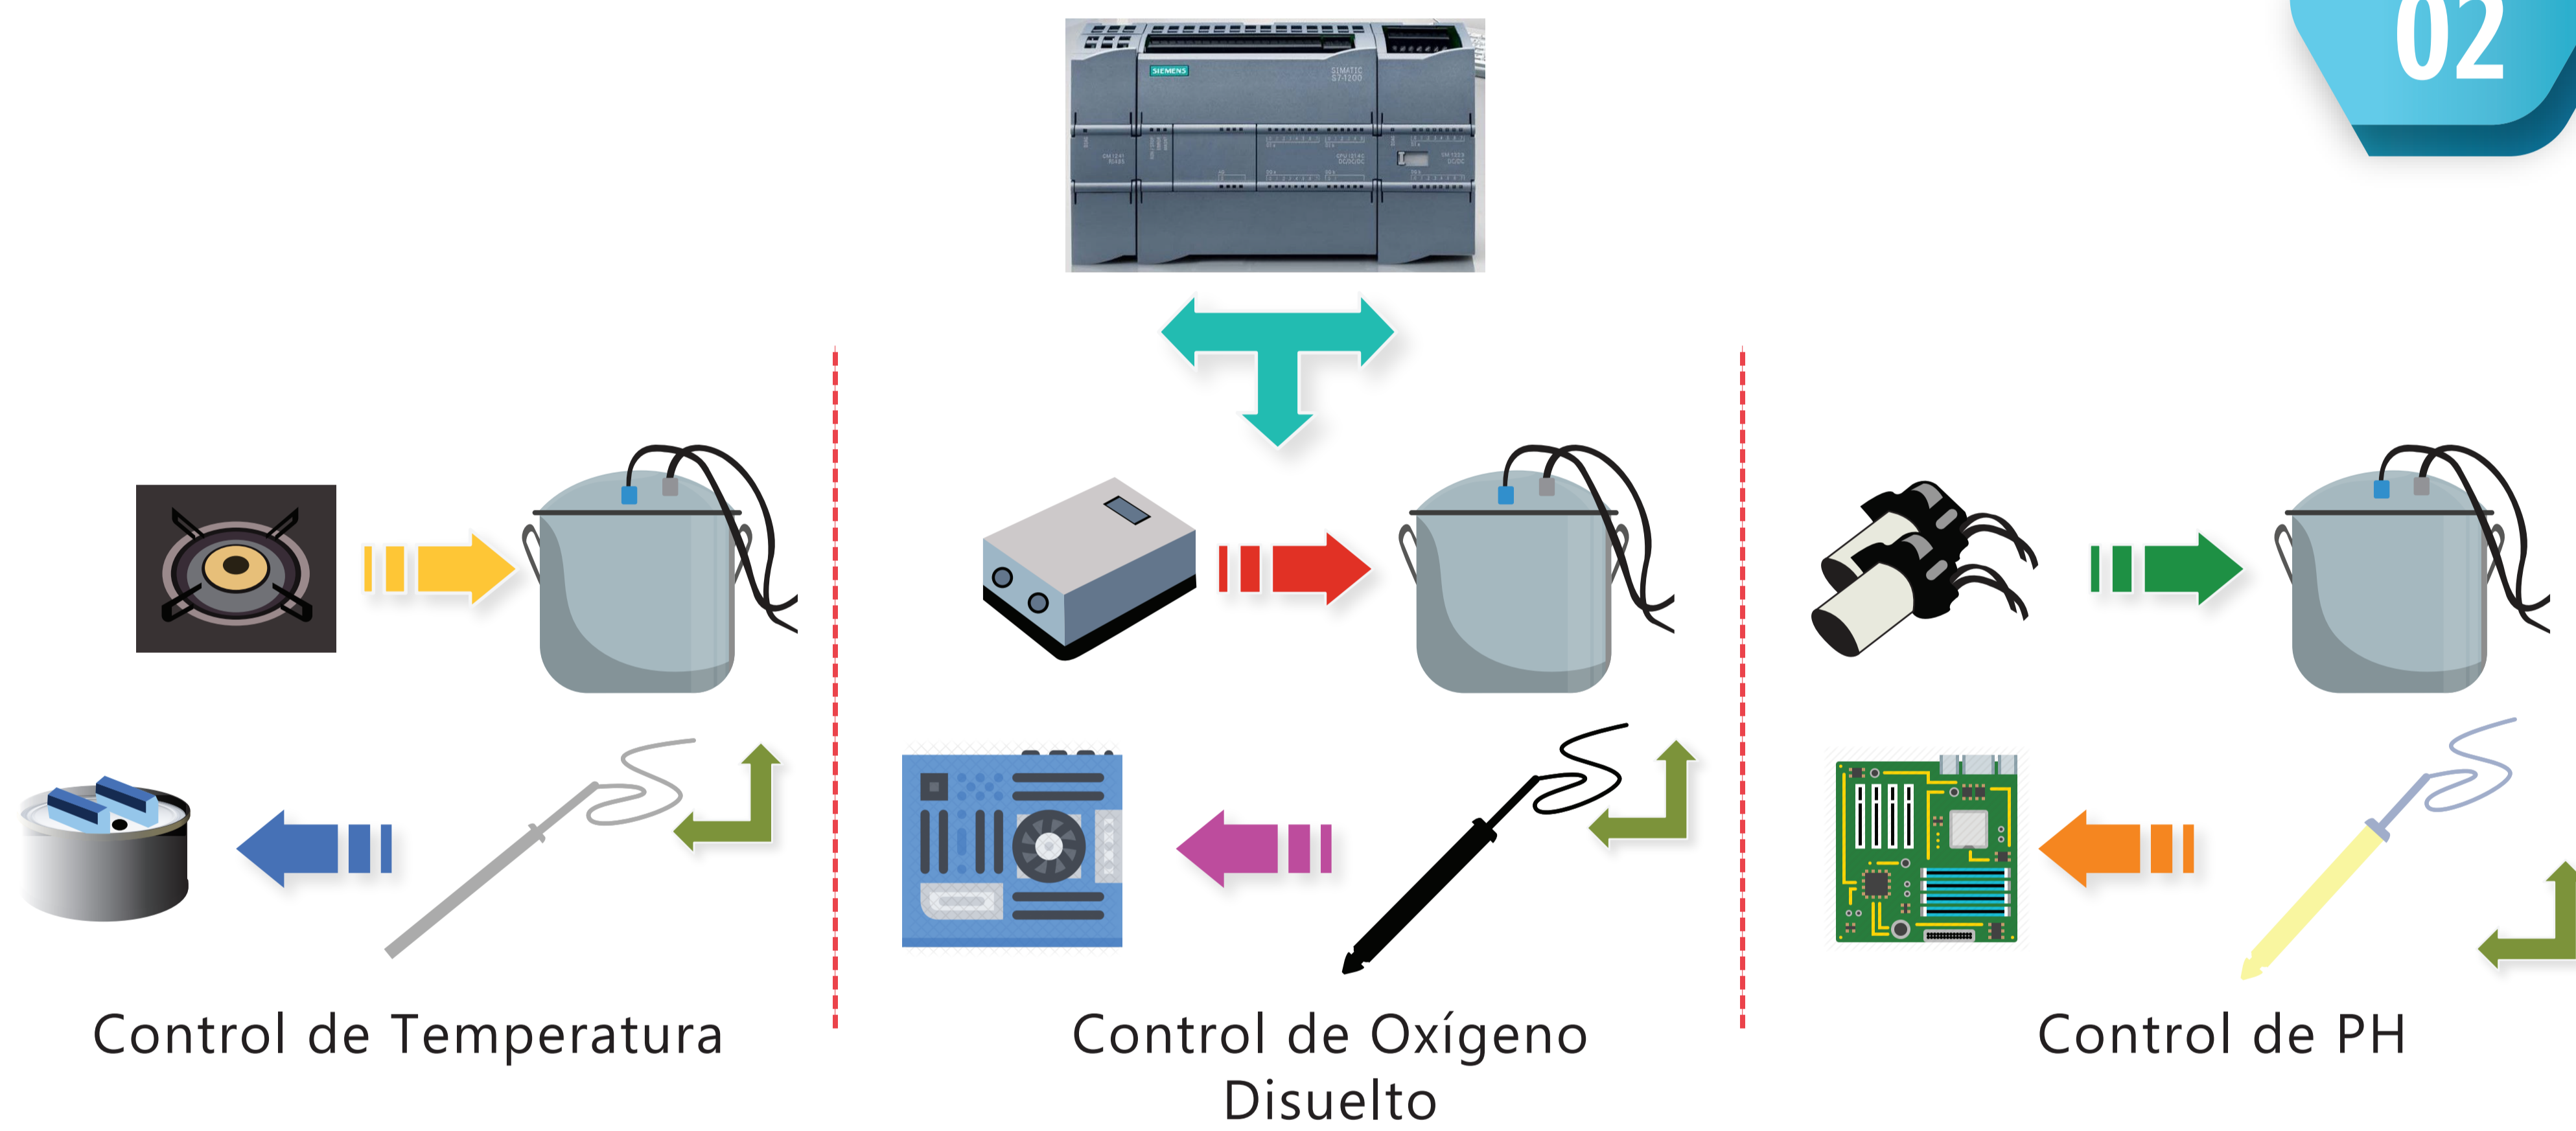 02
SIEMENS
SIMATIC
S7-1200
Control de Temperatura
Control de Oxígeno
Disuelto
Control de PH